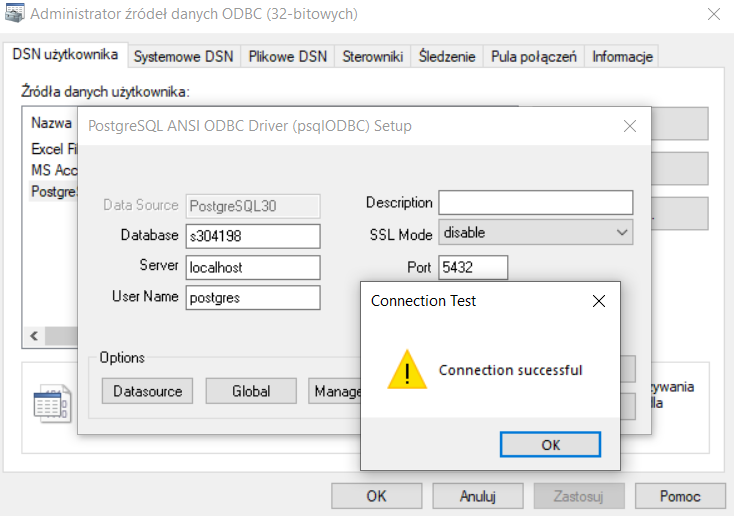 Administrator źródeł danych ODBC (32-bitowych)
DSN użytkownika Systemowe DSN Plikowe DSN Sterowniki Śledzenie Pula połączeń Informacje
Źródła danych użytkownika:
Nazwa
Excel Fi
MS Acc
PostgreS
PostgreSQL ANSI ODBC Driver (psqlODBC) Setup
Data Source PostgreSQL30
Description
Database s304198
SSL Mode disable
Server localhost
Port 5432
User Name postgres
Options
Datasource Global Manage
Connection Test
Connection successful
OK
zywania
dla
OK Anuluj Zastosuj Pomoc